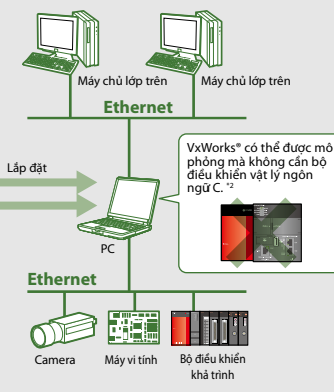 Máy chủ lớp trên
Máy chủ lớp trên
Ethernet
VxWorks® có thể được mô
phỏng mà không cần bộ
điều khiển vật lý ngôn
ngữ C. *2
Lắp đặt
PC
Ethernet
Camera
Máy vi tính
Bộ điều khiển
khả trình